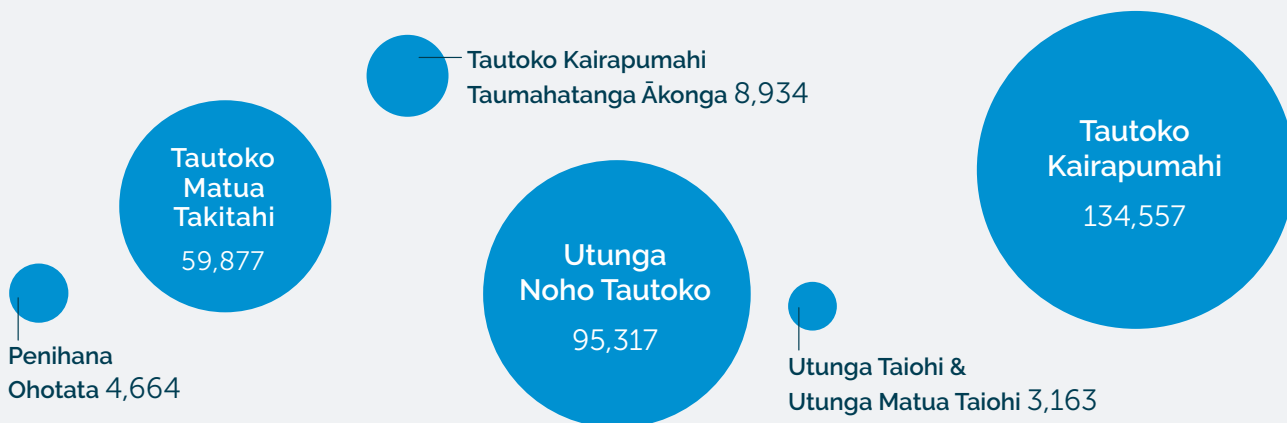 Tautoko Kairapumahi
Taumahatanga Ākonga 8,934
Tautoko
Matua
Takitahi
59,877
Tautoko
Kairapumahi
134,557
Utunga
Noho Tautoko
95,317
Penihana
Ohotata 4,664
Utunga Taiohi &
Utunga Matua Taiohi 3,163